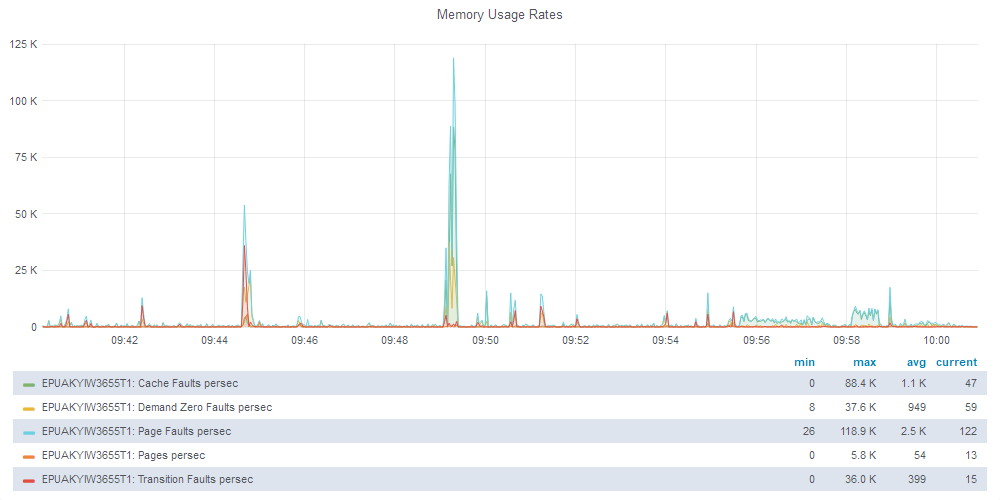 Memory Usage Rates
125 K
100 K
75 K
50 K
25 K
0
09:42 09:44 09:46 09:48 09:50 09:52 09:54 09:56 09:58 10:00
min max avg current
EPUAKYIW3655T1: Cache Faults persec 0 88.4 K 1.1 K 47
EPUAKYIW3655T1: Demand Zero Faults persec 8 37.6 K 949 59
EPUAKYIW3655T1: Page Faults persec 26 118.9 K 2.5 K 122
EPUAKYIW3655T1: Pages persec 0 5.8 K 54 13
EPUAKYIW3655T1: Transition Faults persec 0 36.0 K 399 15